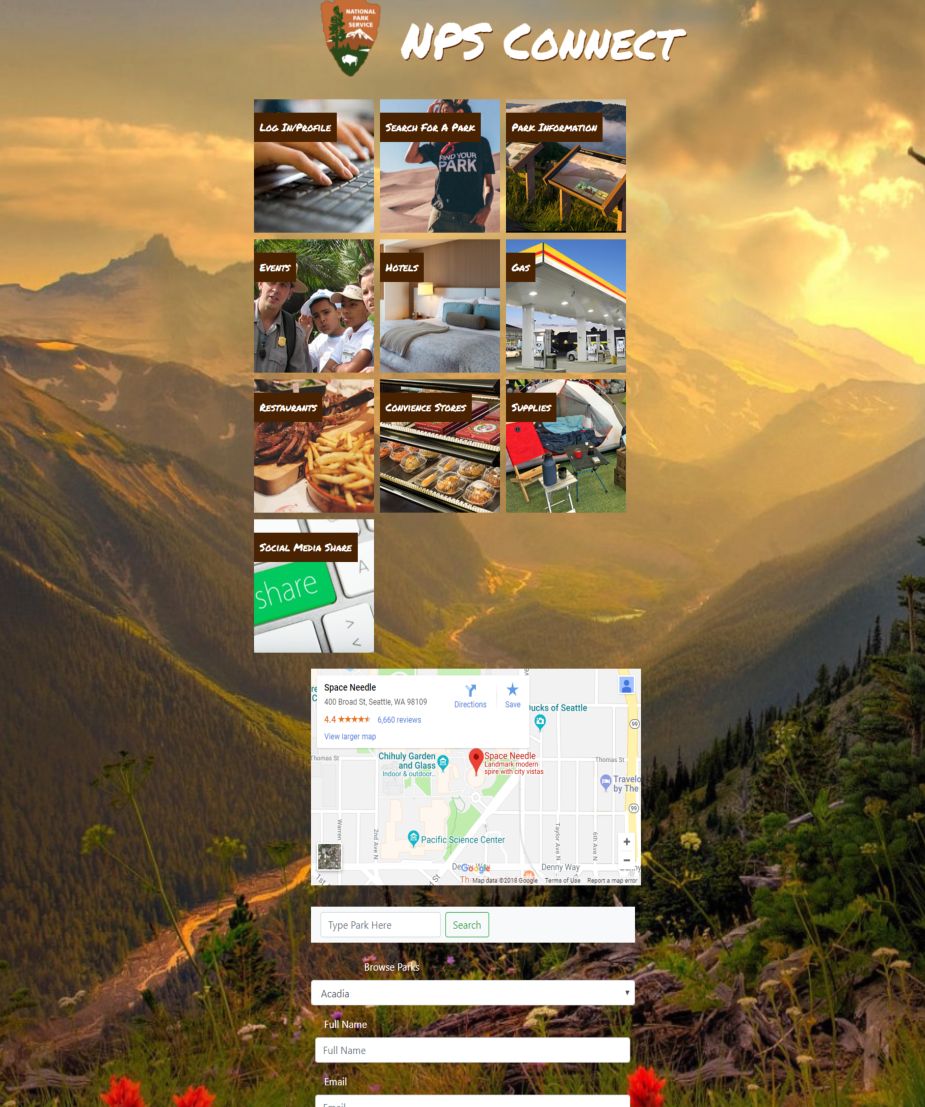 NATIONAL
PARK
SERVICE
NPS Connect
Log In/Profile
Search For A Park
Park Information
FIND YOUR
PARK
Events
Hotels
Gas
Restaurants
Convience Stores
Supplies
Social Media Share
share
Space Needle
400 Broad St, Seattle, WA 98109
4.4
6,660 reviews
View larger map
Directions
Save
Ducks of Seattle
99
Thomas St
Chihuly Garden
and Glass
Indoor & outdoor...
Space Needle
Landmark modern
spire with city vistas
Thomas St
Travelo
by The
99
Warren
2nd Ave N
Pacific Science Center
Taylor Ave N
6th Ave N
+
−
Denny Way
Google
1st
St
Map data ©2018 Google
Terms of Use
Report a map error
Type Park Here
Search
Browse Parks
Acadia
Full Name
Full Name
Email
Email